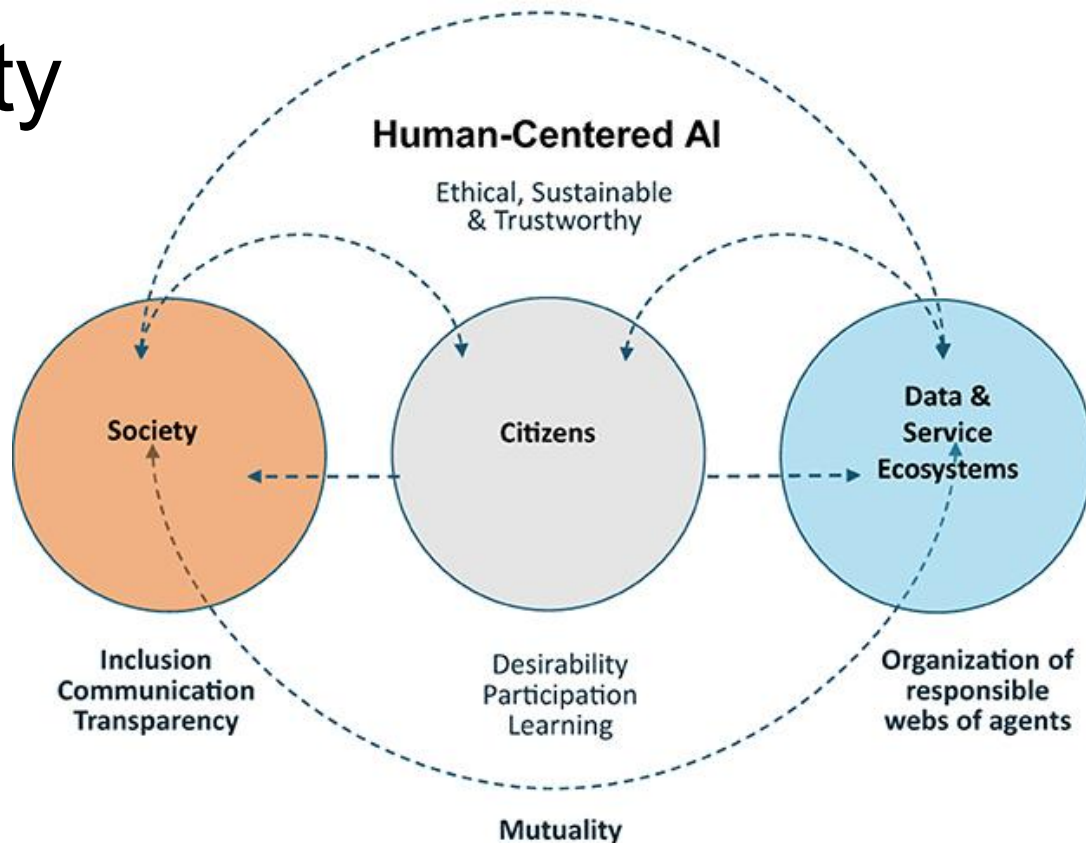 ty
Human-Centered AI
Ethical, Sustainable
& Trustworthy
Society
Citizens
Data &
Service
Ecosystems
Inclusion
Communication
Transparency
Desirability
Participation
Learning
Organization of
responsible
webs of agents
Mutuality